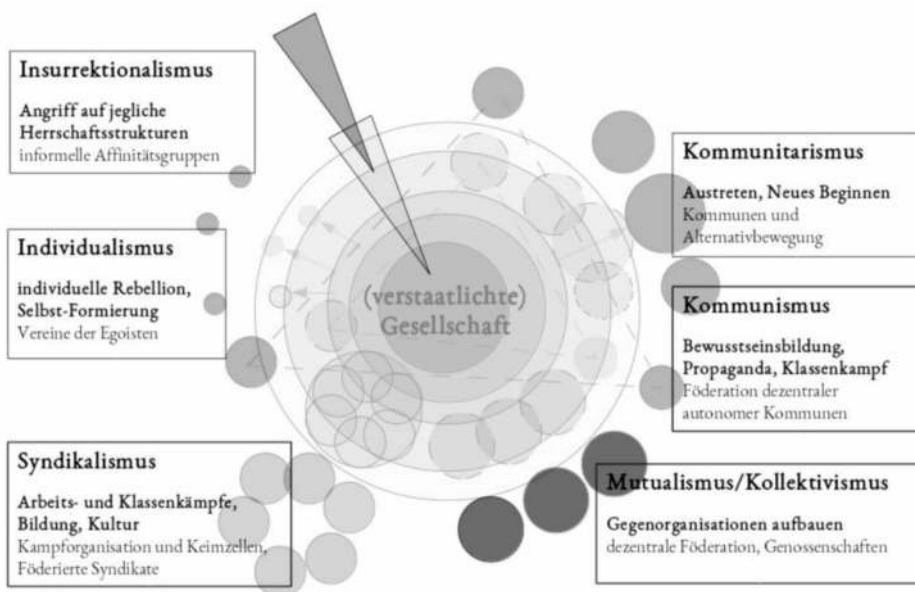 Insurrektionalismus
Angriff auf jegliche
Herrschaftsstrukturen
informelle Affinitätsgruppen
Individualismus
individuelle Rebellion,
Selbst-Formierung
Vereine der Egoisten
Syndikalismus
Arbeits- und Klassenkämpfe,
Bildung, Kultur
Kampforganisation und Keimzellen,
Föderierte Syndikate
(verstaatlichte)
Gesellschaft
Kommunitarismus
Austreten, Neues Beginnen
Kommunen und
Alternativbewegung
Kommunismus
Bewusstseinsbildung,
Propaganda, Klassenkampf
Föderation dezentraler
autonomer Kommunen
Mutualismus/Kollektivismus
Gegenorganisationen aufbauen
dezentrale Föderation, Genossenschaften